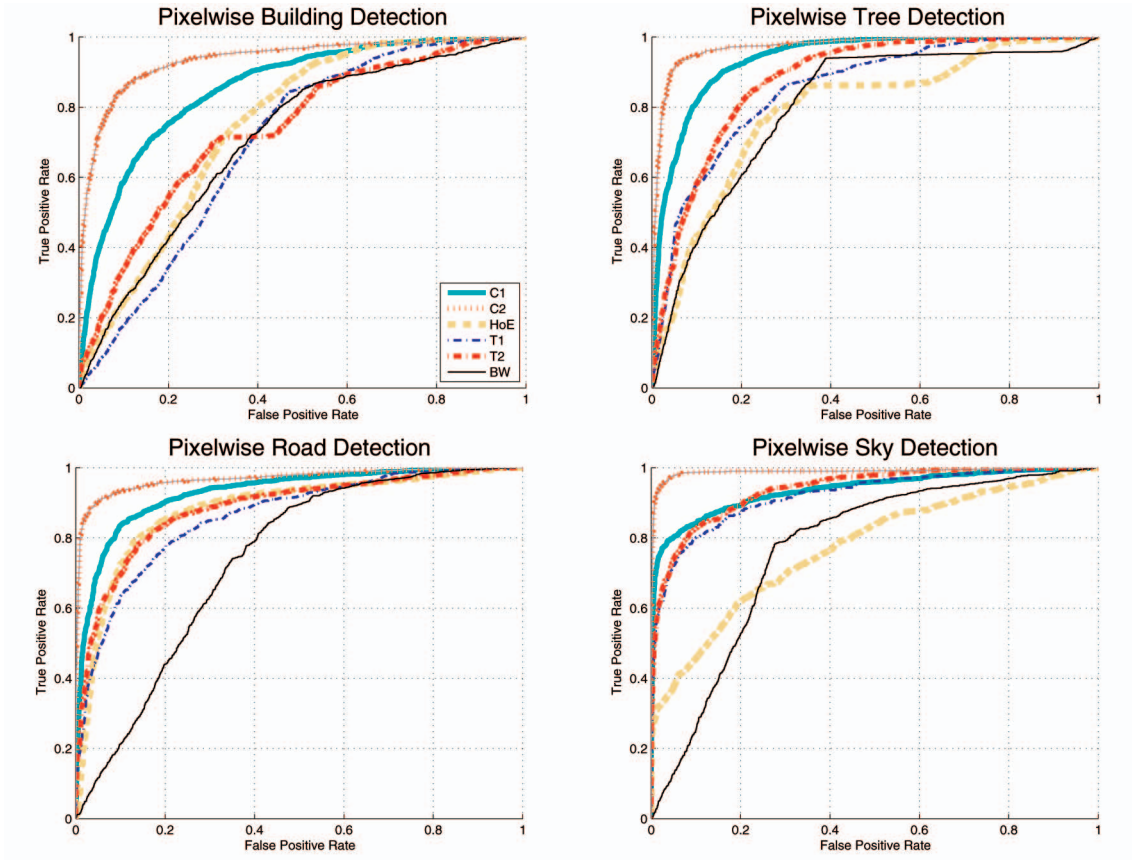 Pixelwise Building Detection
1
0.8
0.6
0.4
0.2
0
True Positive Rate
0.2
0.4
0.6
0.8
1
False Positive Rate
C1
C2
HoE
T1
T2
BW
Pixelwise Tree Detection
1
0.8
0.6
0.4
0.2
0
True Positive Rate
0
0.2
0.4
0.6
0.8
1
False Positive Rate
Pixelwise Road Detection
1
0.8
0.6
0.4
0.2
0
True Positive Rate
0
0.2
0.4
0.6
0.8
1
False Positive Rate
Pixelwise Sky Detection
1
0.8
0.6
0.4
0.2
0
True Positive Rate
0
0.2
0.4
0.6
0.8
1
False Positive Rate